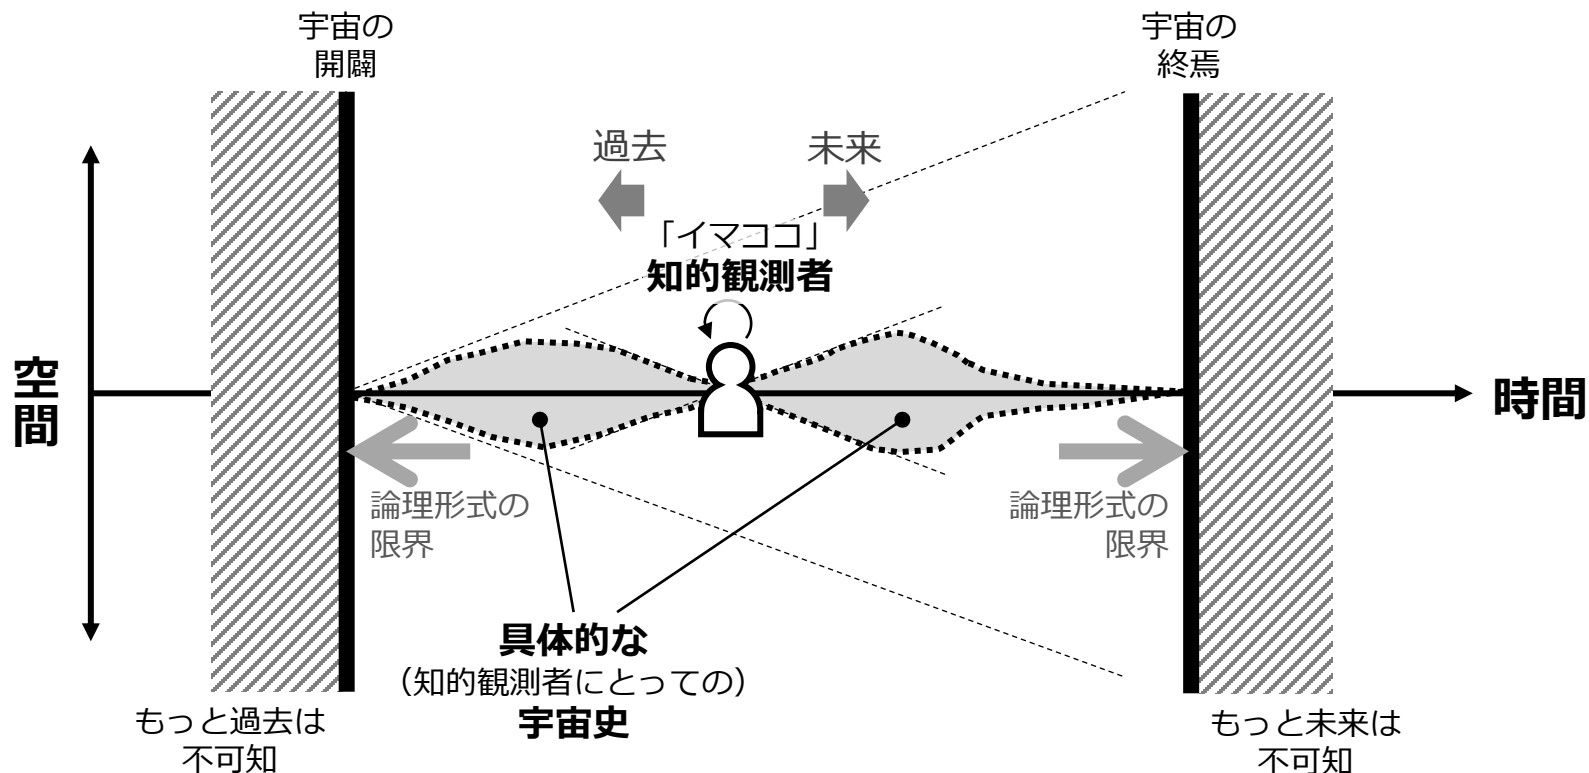 宇宙の
開闢
宇宙の
終焉
過去
未来
「イマココ」
知的観測者
空間
時間
論理形式の
限界
論理形式の
限界
具体的な
（知的観測者にとっての）
宇宙史
もっと過去は
不可知
もっと未来は
不可知